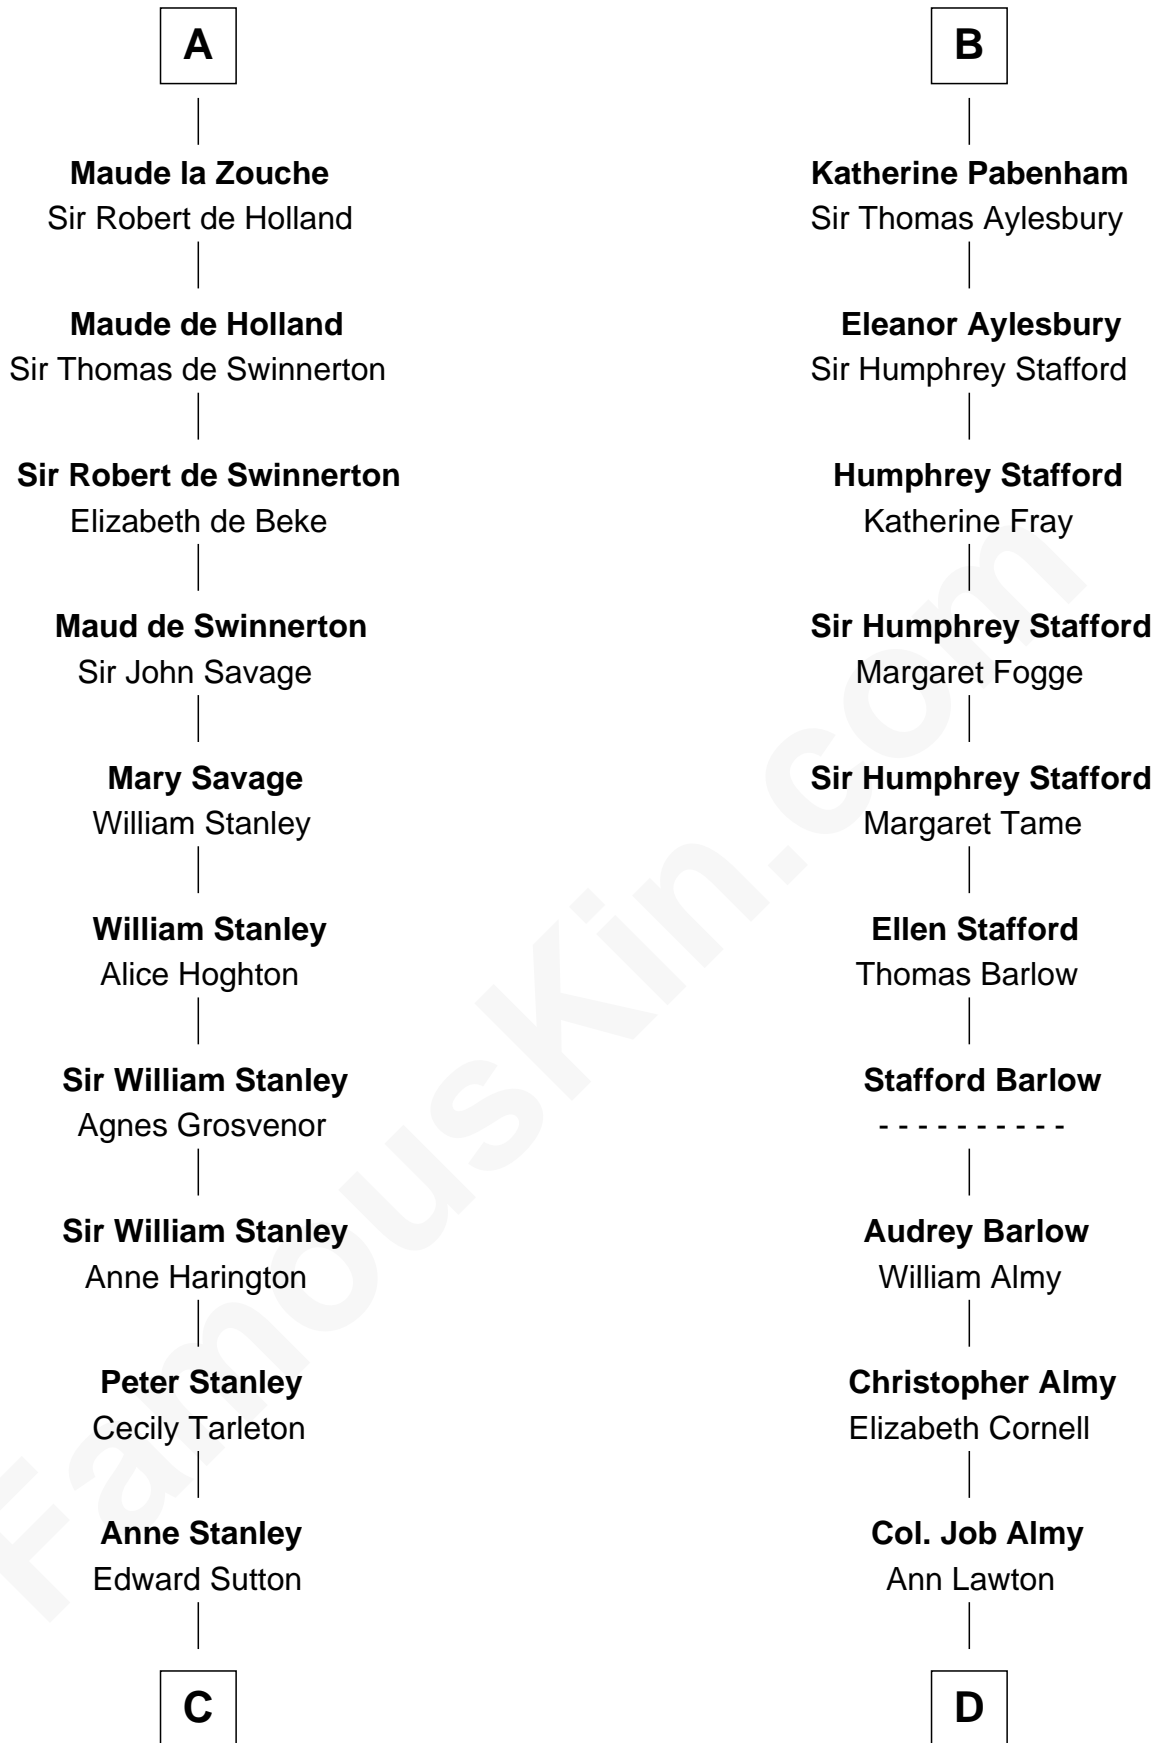 A
Maude la Zouche
Sir Robert de Holland
Maude de Holland
Sir Thomas de Swinnerton
Sir Robert de Swinnerton
Elizabeth de Beke
Maud de Swinnerton
Sir John Savage
Mary Savage
William Stanley
William Stanley
Alice Hoghton
Sir William Stanley
Agnes Grosvenor
Sir William Stanley
Anne Harington
Peter Stanley
Cecily Tarleton
Anne Stanley
Edward Sutton
C
B
Katherine Pabenham
Sir Thomas Aylesbury
Eleanor Aylesbury
Sir Humphrey Stafford
Humphrey Stafford
Katherine Fray
Sir Humphrey Stafford
Margaret Fogge
Sir Humphrey Stafford
Margaret Tame
Ellen Stafford
Thomas Barlow
Stafford Barlow
- - - - - - - - - -
Audrey Barlow
William Almy
Christopher Almy
Elizabeth Cornell
Col. Job Almy
Ann Lawton
D
FamousKin.com